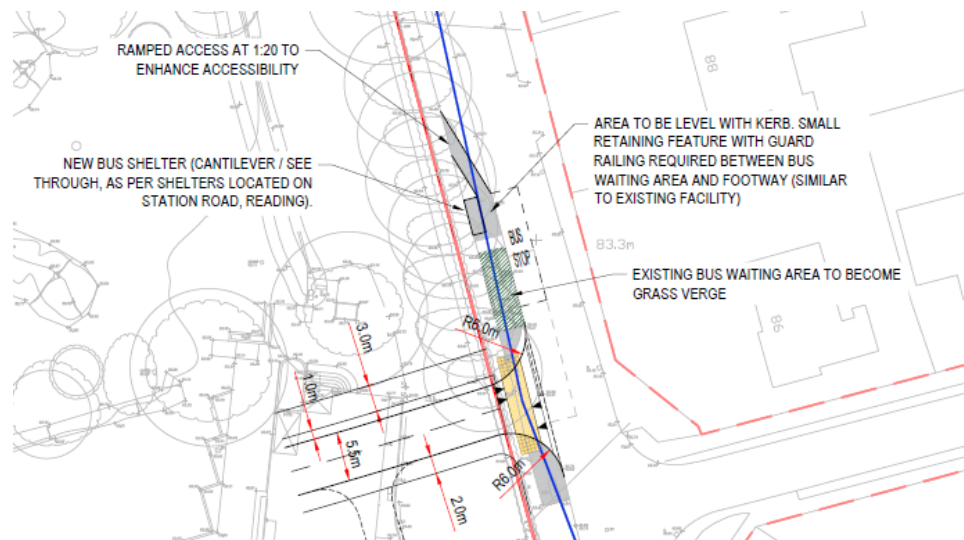 RAMPED ACCESS AT 1:20 TO
ENHANCE ACCESSIBILITY
88
AREA TO BE LEVEL WITH KERB. SMALL
RETAINING FEATURE WITH GUARD
RAILING REQUIRED BETWEEN BUS
WAITING AREA AND FOOTWAY (SIMILAR
TO EXISTING FACILITY)
NEW BUS SHELTER (CANTILEVER / SEE
THROUGH, AS PER SHELTERS LOCATED ON
STATION ROAD, READING).
BUS
STOP
83.3m
EXISTING BUS WAITING AREA TO BECOME
GRASS VERGE
R6.0m
86
3.0m
1.0m
5.5m
R6.0m
2.0m